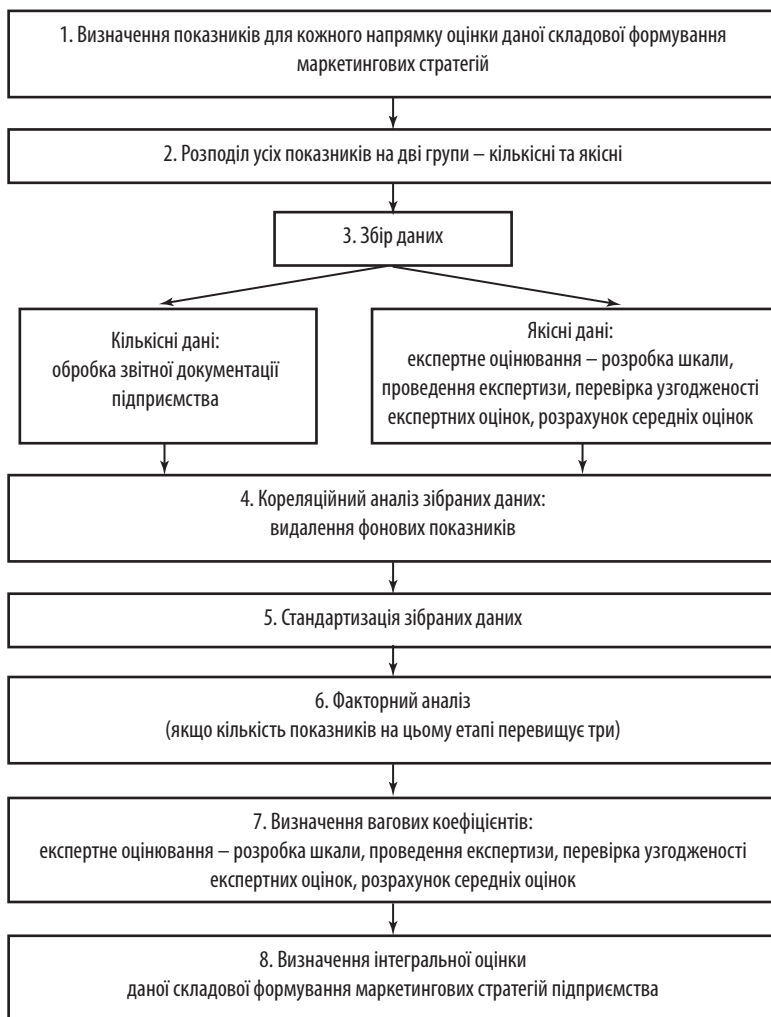 1. Визначення показників для кожного напрямку оцінки даної складової формування
маркетингових стратегій
2. Розподіл усіх показників на дві групи – кількісні та якісні
3. Збір даних
Кількісні дані:
обробка звітної документації
підприємства
Якісні дані:
експертне оцінювання – розробка шкали,
проведення експертизи, перевірка узгодженості
експертних оцінок, розрахунок середніх оцінок
4. Кореляційний аналіз зібраних даних:
видалення фонових показників
5. Стандартизація зібраних даних
6. Факторний аналіз
(якщо кількість показників на цьому етапі перевищує три)
7. Визначення вагових коефіцієнтів:
експертне оцінювання – розробка шкали, проведення експертизи, перевірка узгодженості
експертних оцінок, розрахунок середніх оцінок
8. Визначення інтегральної оцінки
даної складової формування маркетингових стратегій підприємства